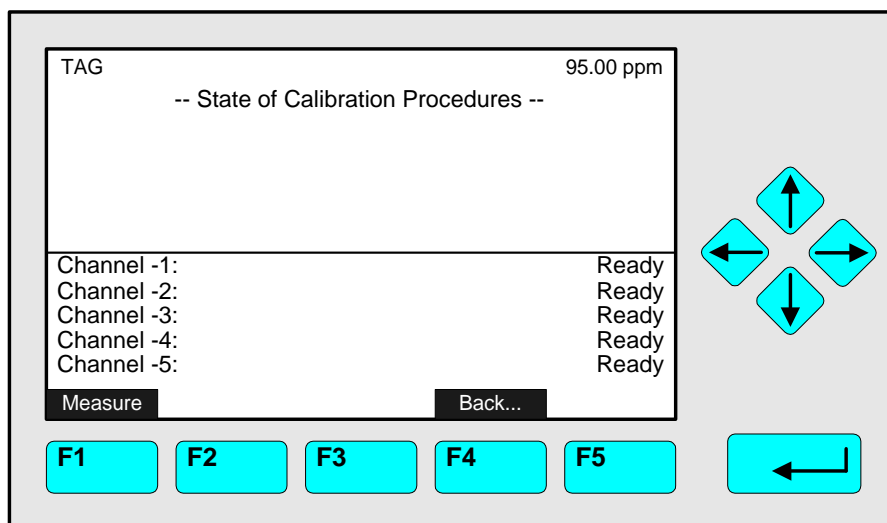 TAG 95.00 ppm
-- State of Calibration Procedures --
Channel -1: Ready
Channel -2: Ready
Channel -3: Ready
Channel -4: Ready
Channel -5: Ready
Measure Back...
F1 F2 F3 F4 F5